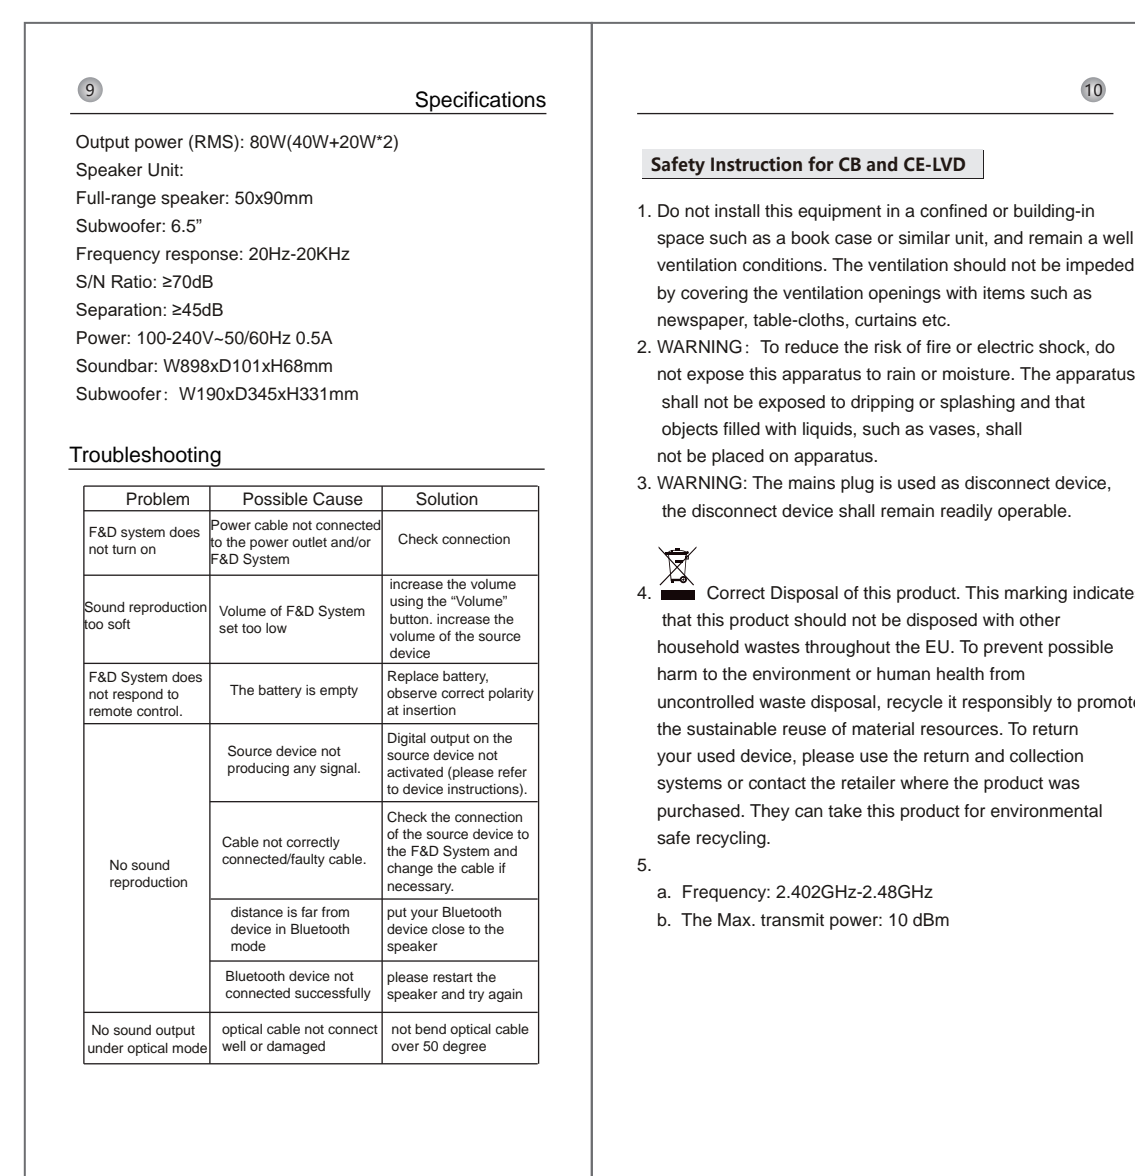 9
Specifications
Output power (RMS): 80W(40W+20W*2)
Speaker Unit:
Full-range speaker: 50x90mm
Subwoofer: 6.5”
Frequency response: 20Hz-20KHz
S/N Ratio: ≥70dB
Separation: ≥45dB
Power: 100-240V~50/60Hz 0.5A
Soundbar: W898xD101xH68mm
Subwoofer：W190xD345xH331mm
Troubleshooting
Problem Possible Cause Solution
F&D system does
not turn on
Power cable not connected
to the power outlet and/or
F&D System
Check connection
Sound reproduction
too soft
Volume of F&D System
set too low
increase the volume
using the “Volume”
button. increase the
volume of the source
device
F&D System does
not respond to
remote control.
The battery is empty
Replace battery,
observe correct polarity
at insertion
No sound
reproduction
Source device not
producing any signal.
Digital output on the
source device not
activated (please refer
to device instructions).
Cable not correctly
connected/faulty cable.
Check the connection
of the source device to
the F&D System and
change the cable if
necessary.
distance is far from
device in Bluetooth
mode
put your Bluetooth
device close to the
speaker
Bluetooth device not
connected successfully
please restart the
speaker and try again
No sound output
under optical mode
optical cable not connect
well or damaged
not bend optical cable
over 50 degree
10
Safety Instruction for CB and CE-LVD
1. Do not install this equipment in a confined or building-in
space such as a book case or similar unit, and remain a well
ventilation conditions. The ventilation should not be impeded
by covering the ventilation openings with items such as
newspaper, table-cloths, curtains etc.
2. WARNING：To reduce the risk of fire or electric shock, do
not expose this apparatus to rain or moisture. The apparatus
shall not be exposed to dripping or splashing and that
objects filled with liquids, such as vases, shall
not be placed on apparatus.
3. WARNING: The mains plug is used as disconnect device,
the disconnect device shall remain readily operable.
4. Correct Disposal of this product. This marking indicate
that this product should not be disposed with other
household wastes throughout the EU. To prevent possible
harm to the environment or human health from
uncontrolled waste disposal, recycle it responsibly to promote
the sustainable reuse of material resources. To return
your used device, please use the return and collection
systems or contact the retailer where the product was
purchased. They can take this product for environmental
safe recycling.
5.
a. Frequency: 2.402GHz-2.48GHz
b. The Max. transmit power: 10 dBm